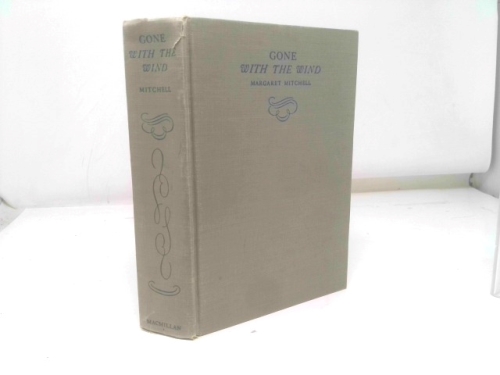 GONE
WITH THE
WIND
MITCHELL
MACMILLAN
GONE
WITH THE WIND
MARGARET MITCHELL